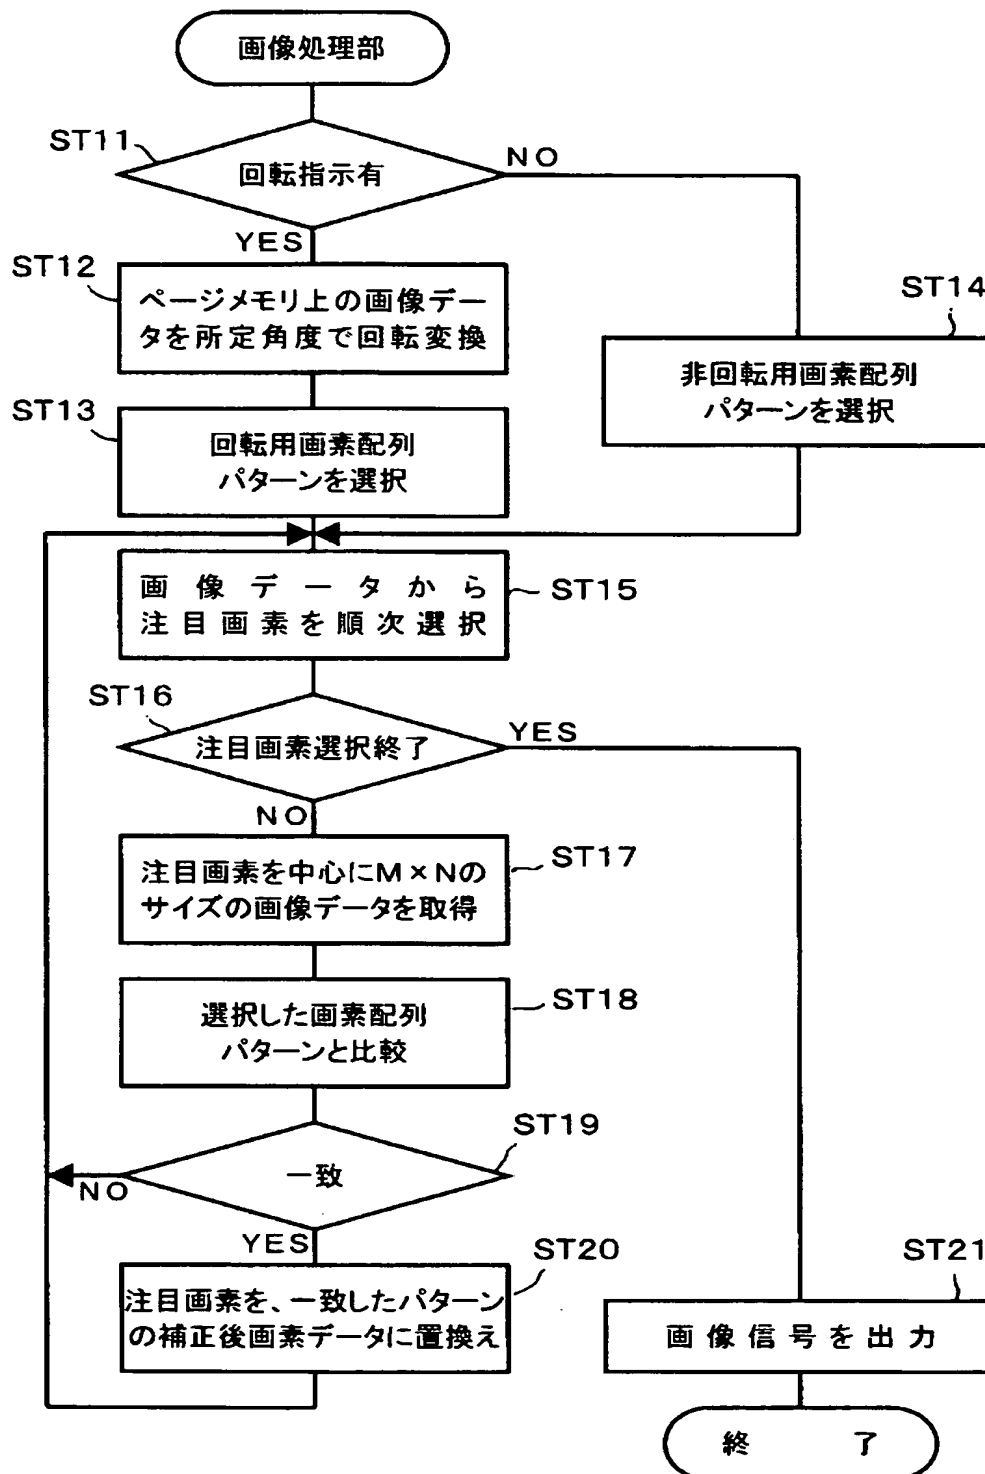 画像処理部
ST11
回転指示有
NO
YES
ST12
ページメモリ上の画像デー
タを所定角度で回転変換
ST14
非回転用画素配列
パターンを選択
ST13
回転用画素配列
パターンを選択
画像データから
注目画素を順次選択
ST15
ST16
注目画素選択終了
YES
NO
注目画素を中心にM×Nの
サイズの画像データを取得
ST17
選択した画素配列
パターンと比較
ST18
ST19
一致
NO
YES
ST20
注目画素を、一致したパターン
の補正後画素データに置換え
ST21
画像信号を出力
終了